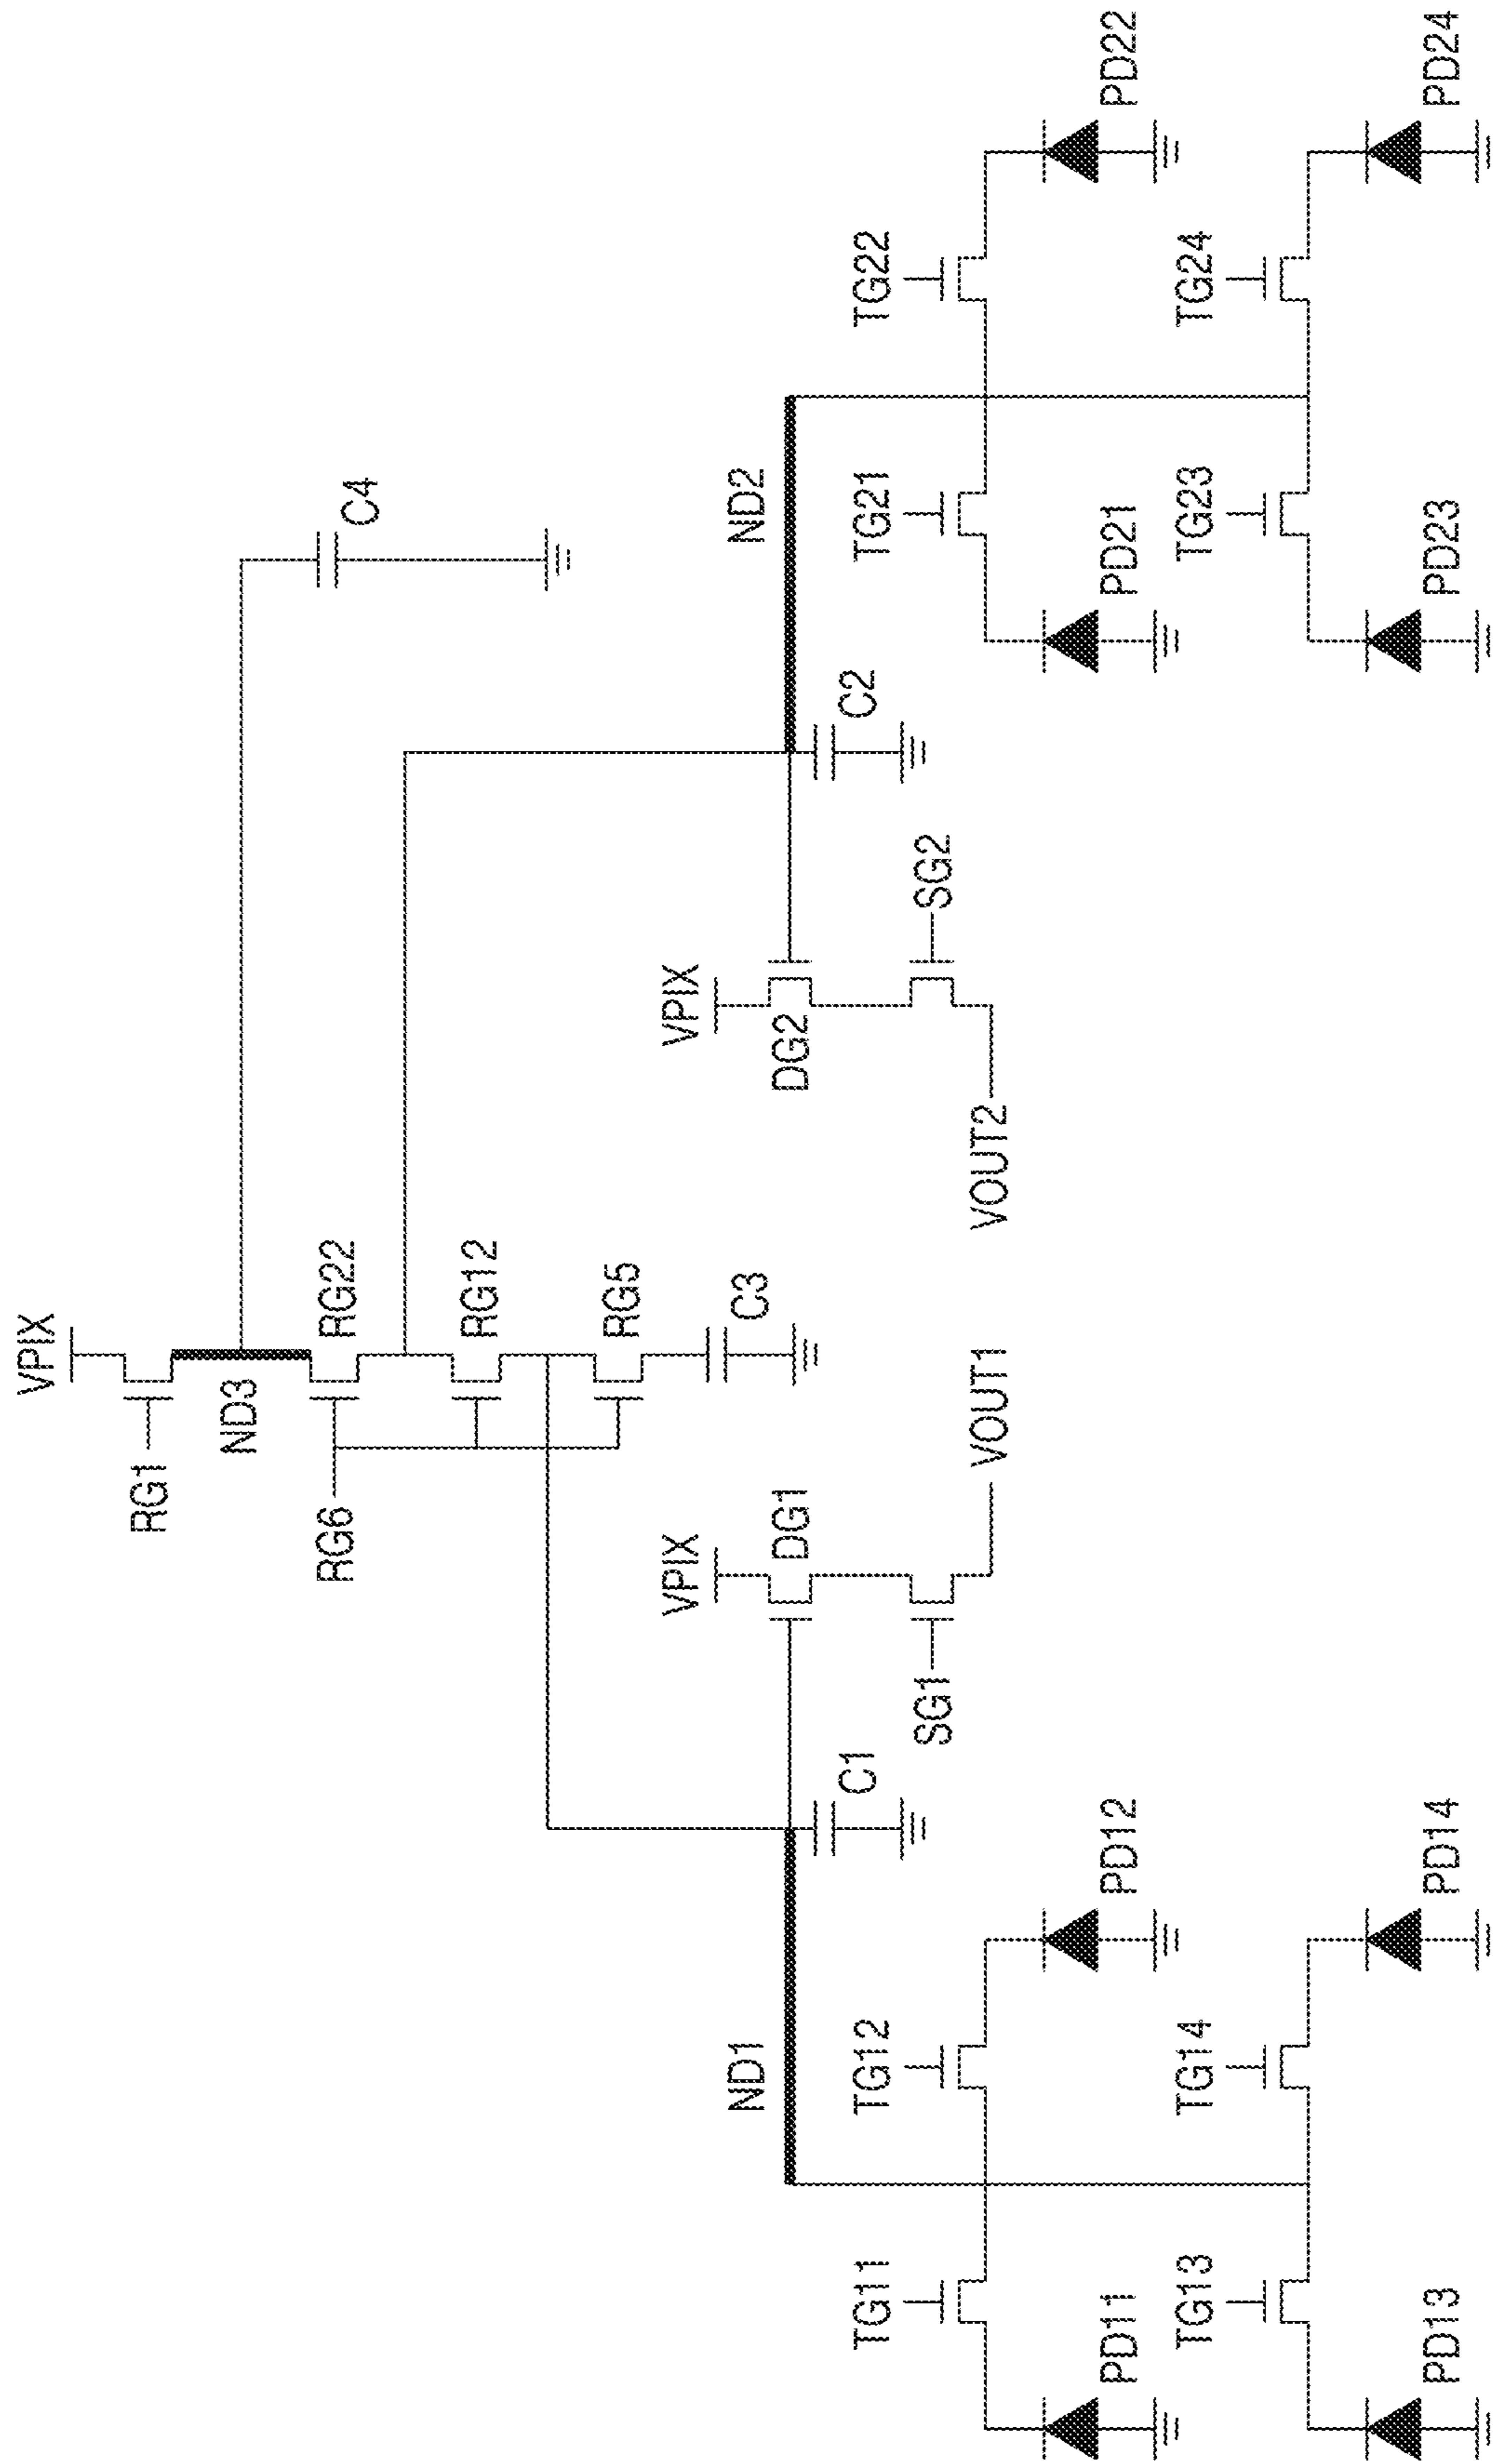 VPIX
RG1
ND3
C4
RG6
RG22
RG12
RG5
C3
VPIX
DG1
SG1
VOUT1
VPIX
DG2
SG2
VOUT2
ND1
C1
ND2
C2
TG11
TG12
TG21
TG22
PD11
PD12
PD21
PD22
TG13
TG14
TG23
TG24
PD13
PD14
PD23
PD24